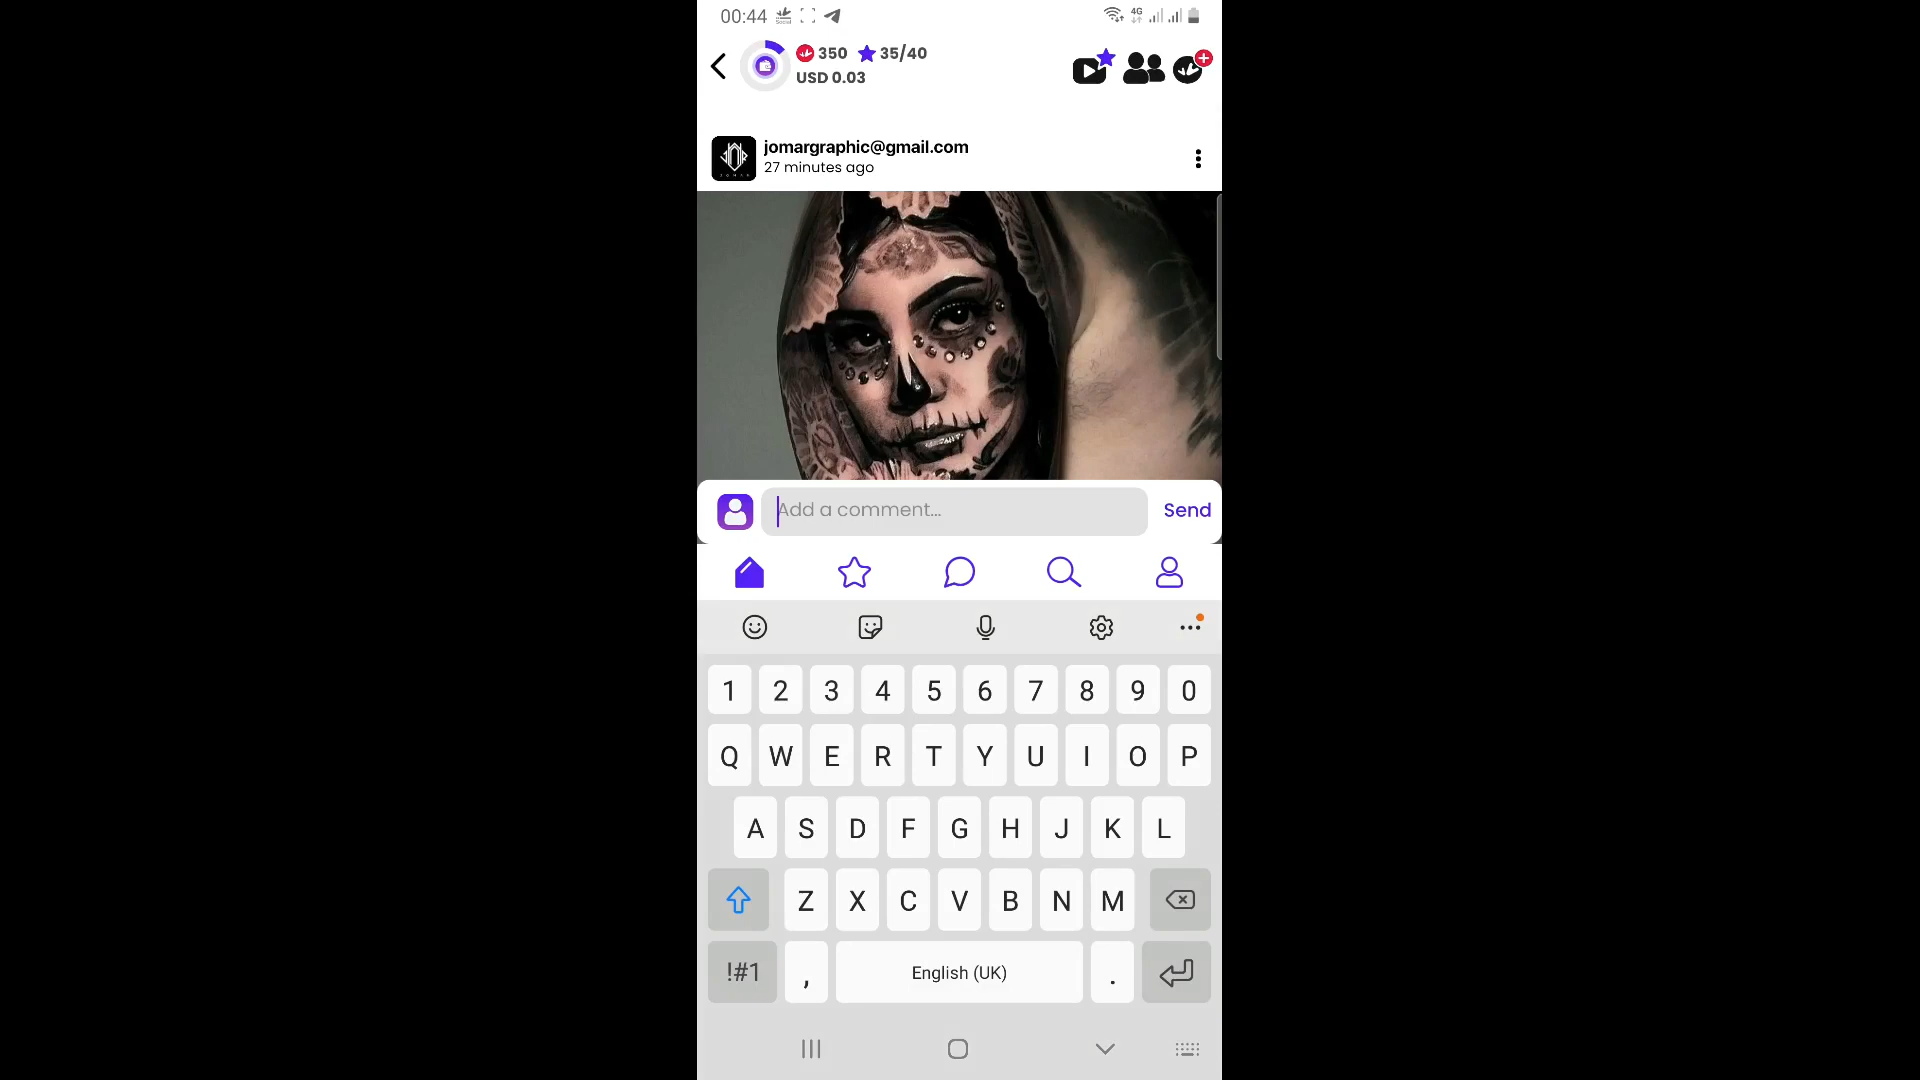 00:44 4G
350 35/40
USD 0.03
jomargraphic@gmail.com
27 minutes ago
Add a comment...
Send
1 2 3 4 5 6 7 8 9 0
Q W E R T Y U I O P
A S D F G H J K L
Z X C V B N M
!#1 , English (UK) .